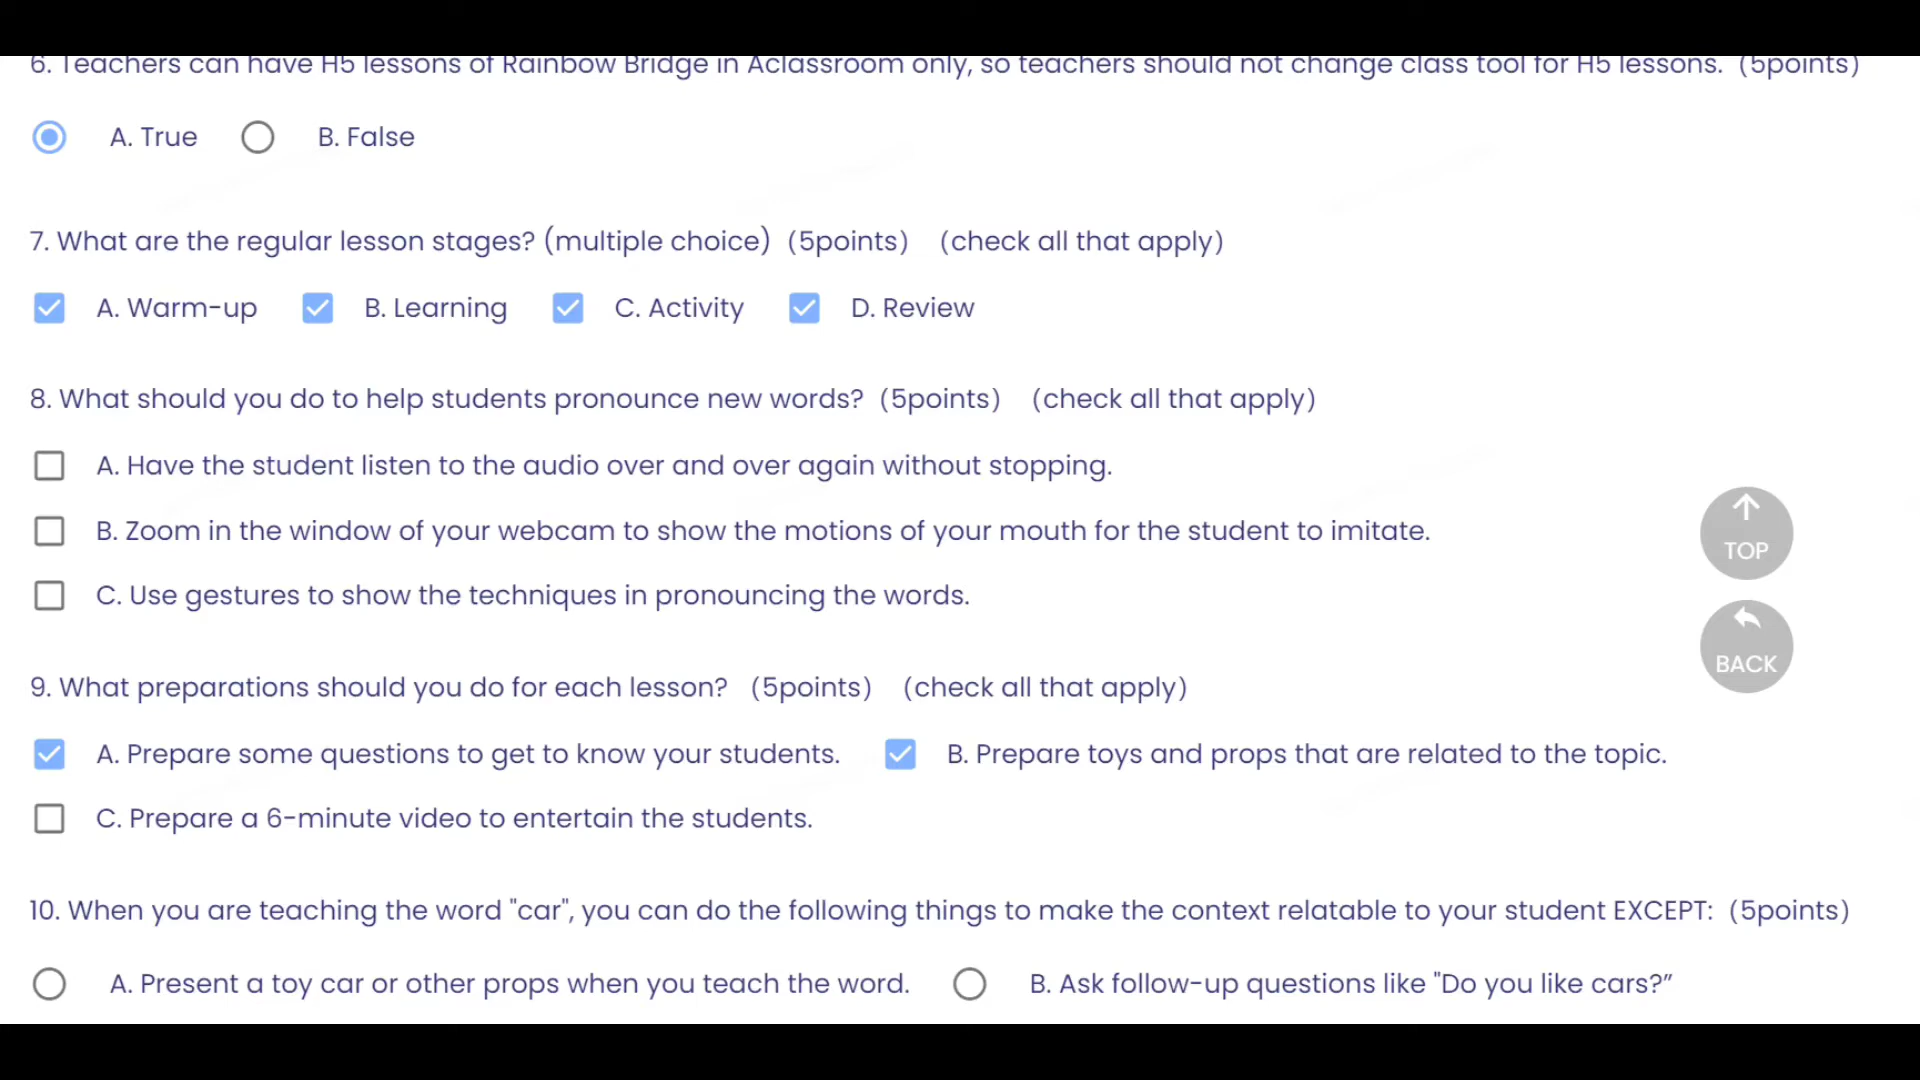 6. Teachers can have H5 lessons of Rainbow Bridge in Aclassroom only, so teachers should not change class tool for H5 lessons. (5points)
A. True B. False
7. What are the regular lesson stages? (multiple choice) (5points) (check all that apply)
A. Warm-up B. Learning C. Activity D. Review
8. What should you do to help students pronounce new words? (5points) (check all that apply)
A. Have the student listen to the audio over and over again without stopping.
B. Zoom in the window of your webcam to show the motions of your mouth for the student to imitate.
C. Use gestures to show the techniques in pronouncing the words.
TOP
BACK
9. What preparations should you do for each lesson? (5points) (check all that apply)
A. Prepare some questions to get to know your students. B. Prepare toys and props that are related to the topic.
C. Prepare a 6-minute video to entertain the students.
10. When you are teaching the word "car", you can do the following things to make the context relatable to your student EXCEPT: (5points)
A. Present a toy car or other props when you teach the word. B. Ask follow-up questions like "Do you like cars?”